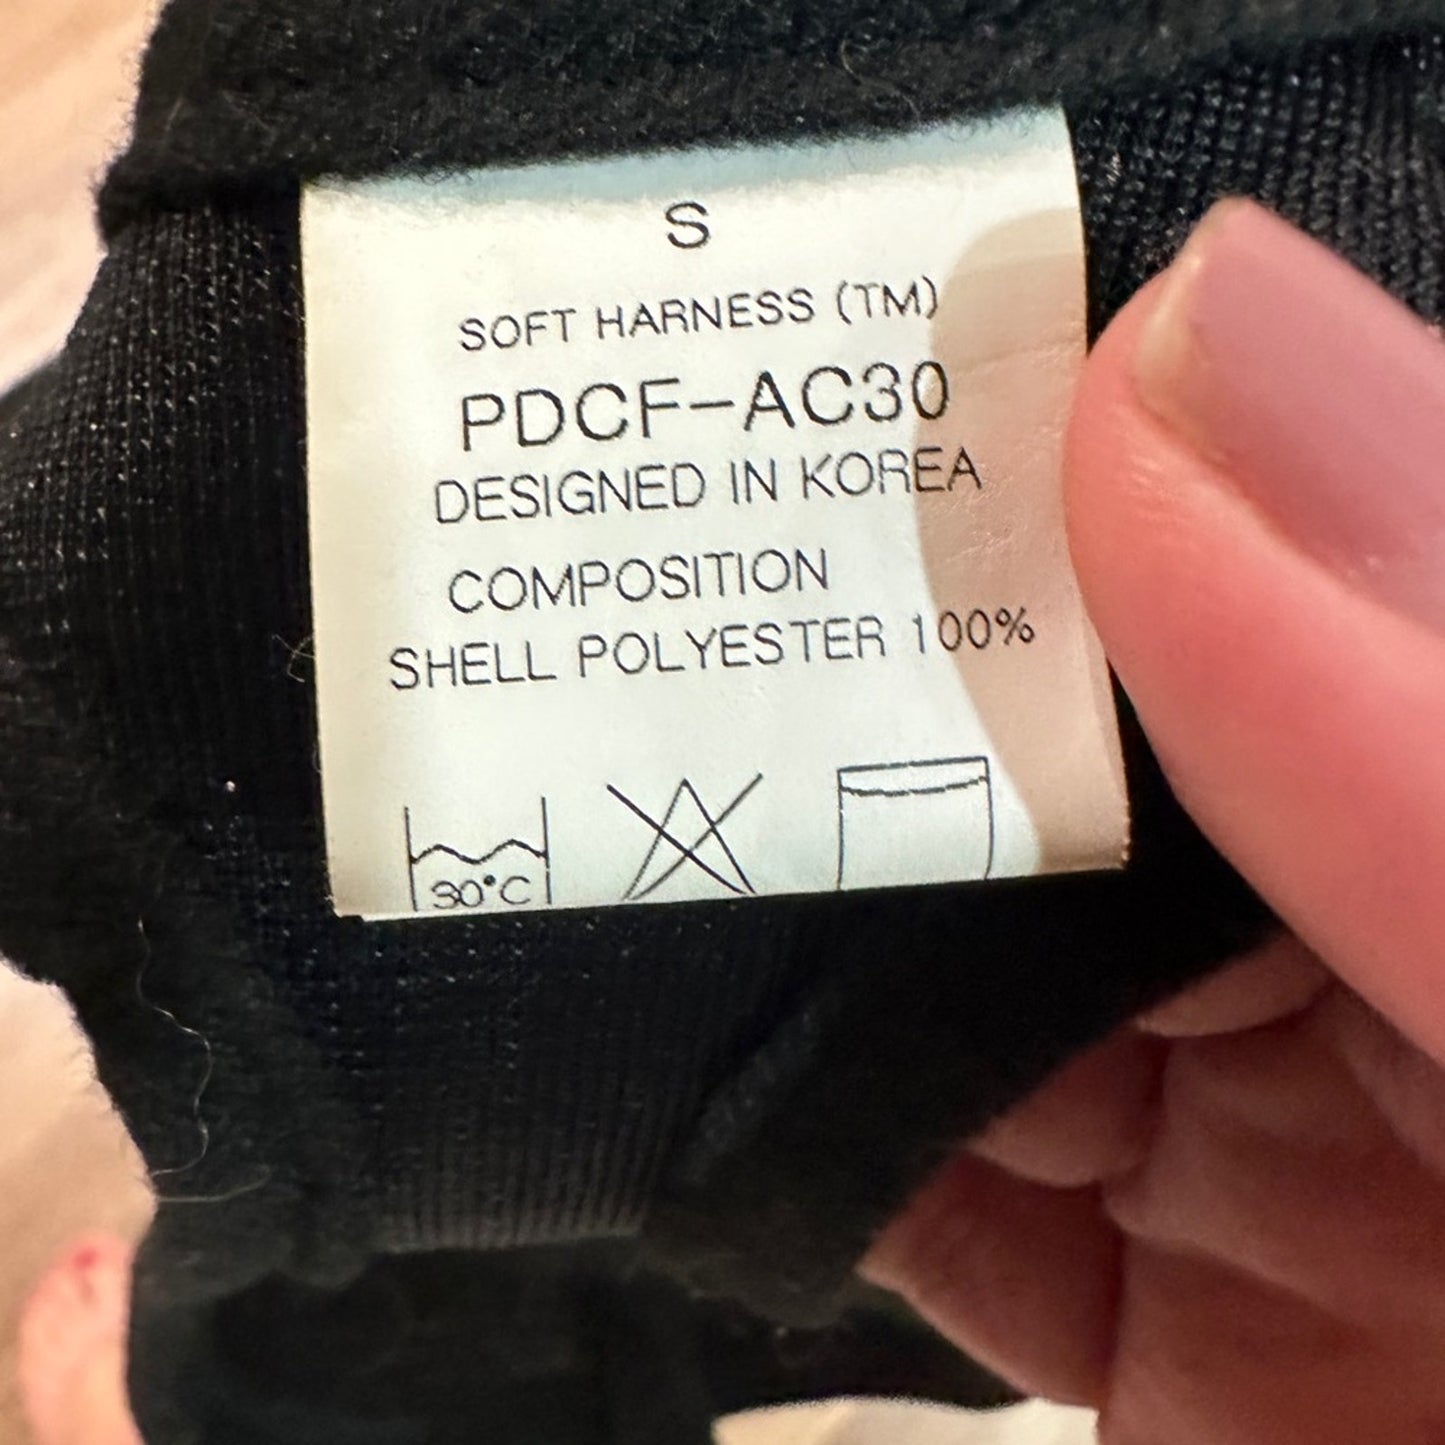 S
SOFT HARNESS (TM)
PDCF-AC30
DESIGNED IN KOREA
COMPOSITION
SHELL POLYESTER 100%
30°C